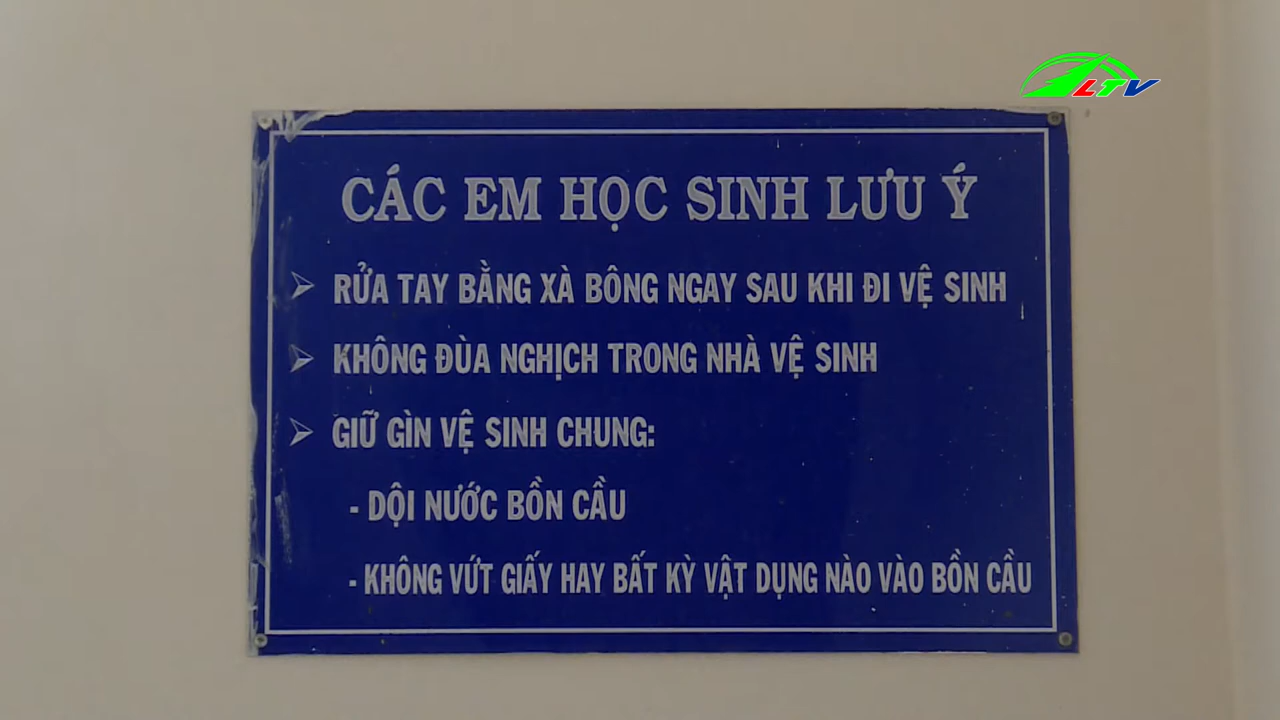 LTV
CÁC EM HỌC SINH LƯU Ý
➢ RỬA TAY BẰNG XÀ BÔNG NGAY SAU KHI ĐI VỆ SINH
➢ KHÔNG ĐÙA NGHỊCH TRONG NHÀ VỆ SINH
➢ GIỮ GÌN VỆ SINH CHUNG:
- DỘI NƯỚC BỒN CẦU
- KHÔNG VỨT GIẤY HAY BẤT KỲ VẬT DỤNG NÀO VÀO BỒN CẦU